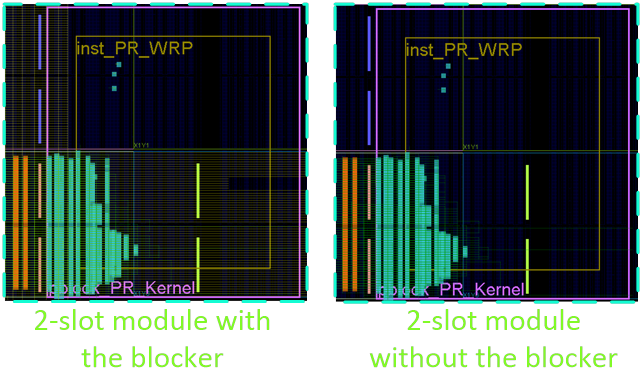 inst_PR_WRP
X1Y1
pblock_PR_Kernel
2-slot module with
the blocker
inst_PR_WRP
X1Y1
pblock_PR_Kernel
2-slot module
without the blocker